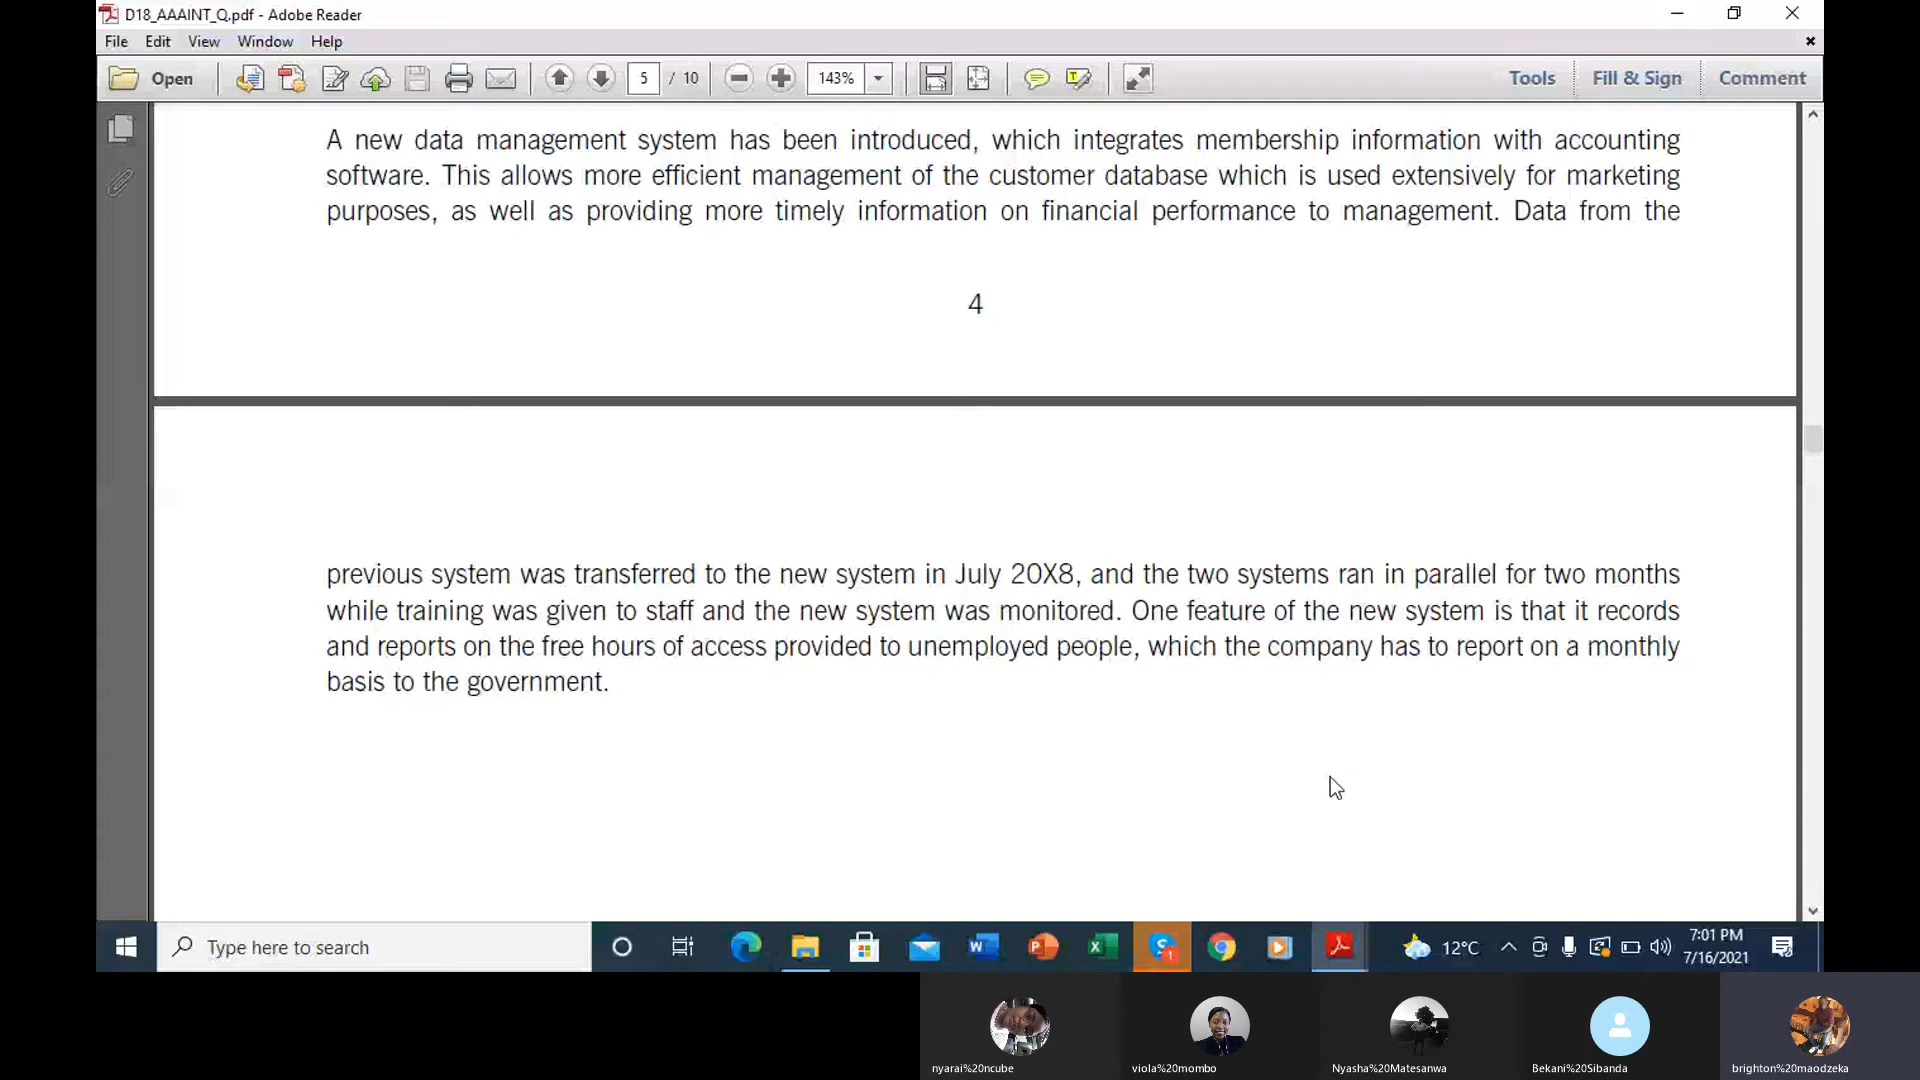 D18_AAAINT_Q.pdf - Adobe Reader
File Edit View Window Help
Open 5 / 10 143% Tools Fill & Sign Comment
A new data management system has been introduced, which integrates membership information with accounting
software. This allows more efficient management of the customer database which is used extensively for marketing
purposes, as well as providing more timely information on financial performance to management. Data from the
4
previous system was transferred to the new system in July 20X8, and the two systems ran in parallel for two months
while training was given to staff and the new system was monitored. One feature of the new system is that it records
and reports on the free hours of access provided to unemployed people, which the company has to report on a monthly
basis to the government.
Type here to search 12°C 7:01 PM
7/16/2021
nyarai%20ncube viola%20mombo Nyasha%20Matesanwa Bekani%20Sibanda brighton%20maodzeka